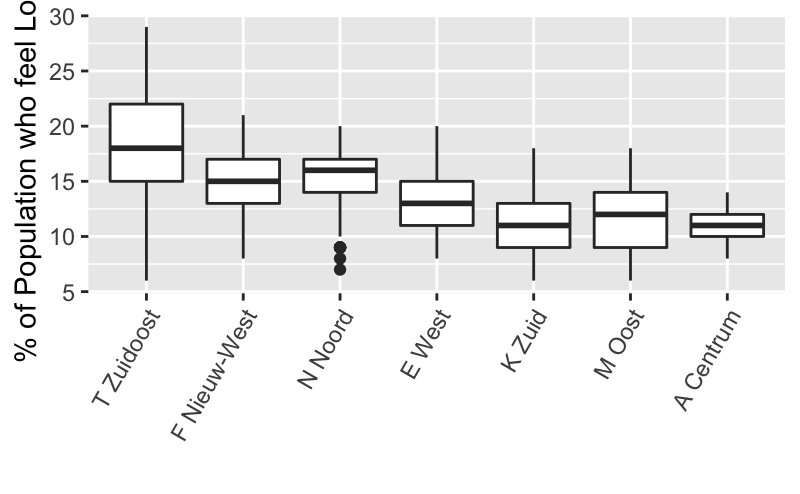 % of Population who feel Lo
30
25
20
15
10
5
T Zuidoost
F Nieuw-West
N Noord
E West
K Zuid
M Oost
A Centrum